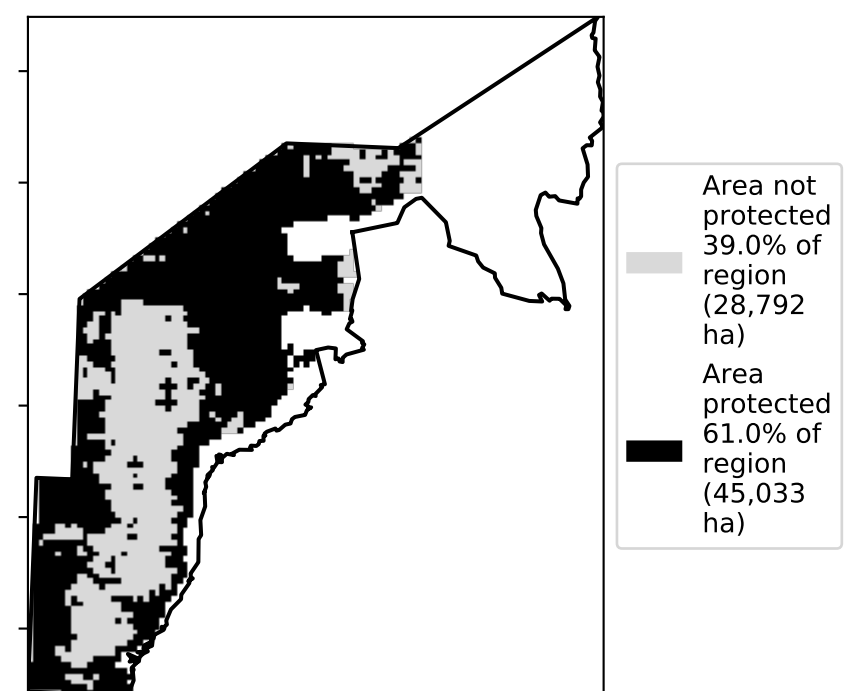 Area not
protected
39.0% of
region
(28,792
ha)
Area
protected
61.0% of
region
(45,033
ha)